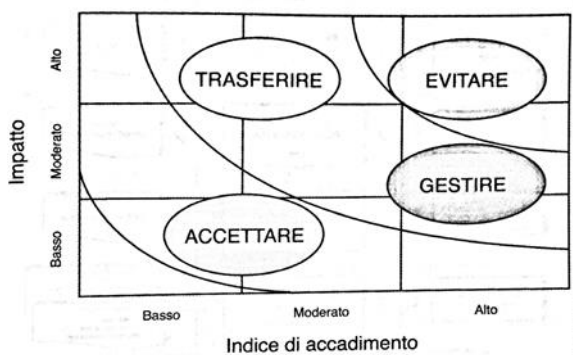 Alto
TRASFERIRE
EVITARE
Impatto
Moderato
GESTIRE
Basso
ACCETTARE
Basso
Moderato
Alto
Indice di accadimento